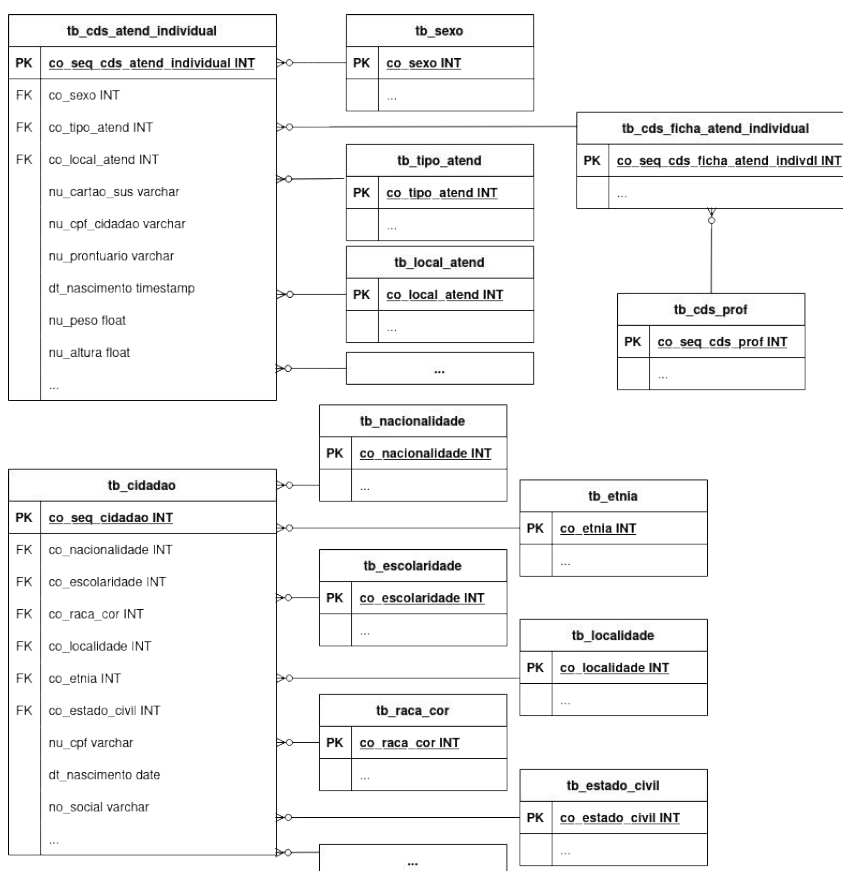 tb_cds_atend_individual
PK co_seq_cds_atend_individual INT
FK co_sexo INT
FK co_tipo_atend INT
FK co_local_atend INT
nu_cartao_sus varchar
nu_cpf_cidadao varchar
nu_prontuario varchar
dt_nascimento timestamp
nu_peso float
nu_altura float
...
tb_sexo
PK co_sexo INT
...
tb_cds_ficha_atend_individual
PK co_seq_cds_ficha_atend_indivdl INT
...
tb_tipo_atend
PK co_tipo_atend INT
...
tb_local_atend
PK co_local_atend INT
...
...
tb_cds_prof
PK co_seq_cds_prof INT
...
tb_cidadao
PK co_seq_cidadao INT
FK co_nacionalidade INT
FK co_escolaridade INT
FK co_raca_cor INT
FK co_localidade INT
FK co_etnia INT
FK co_estado_civil INT
nu_cpf varchar
dt_nascimento date
no_social varchar
...
tb_nacionalidade
PK co_nacionalidade INT
...
tb_etnia
PK co_etnia INT
...
tb_escolaridade
PK co_escolaridade INT
...
tb_localidade
PK co_localidade INT
...
tb_raca_cor
PK co_raca_cor INT
...
tb_estado_civil
PK co_estado_civil INT
...
...